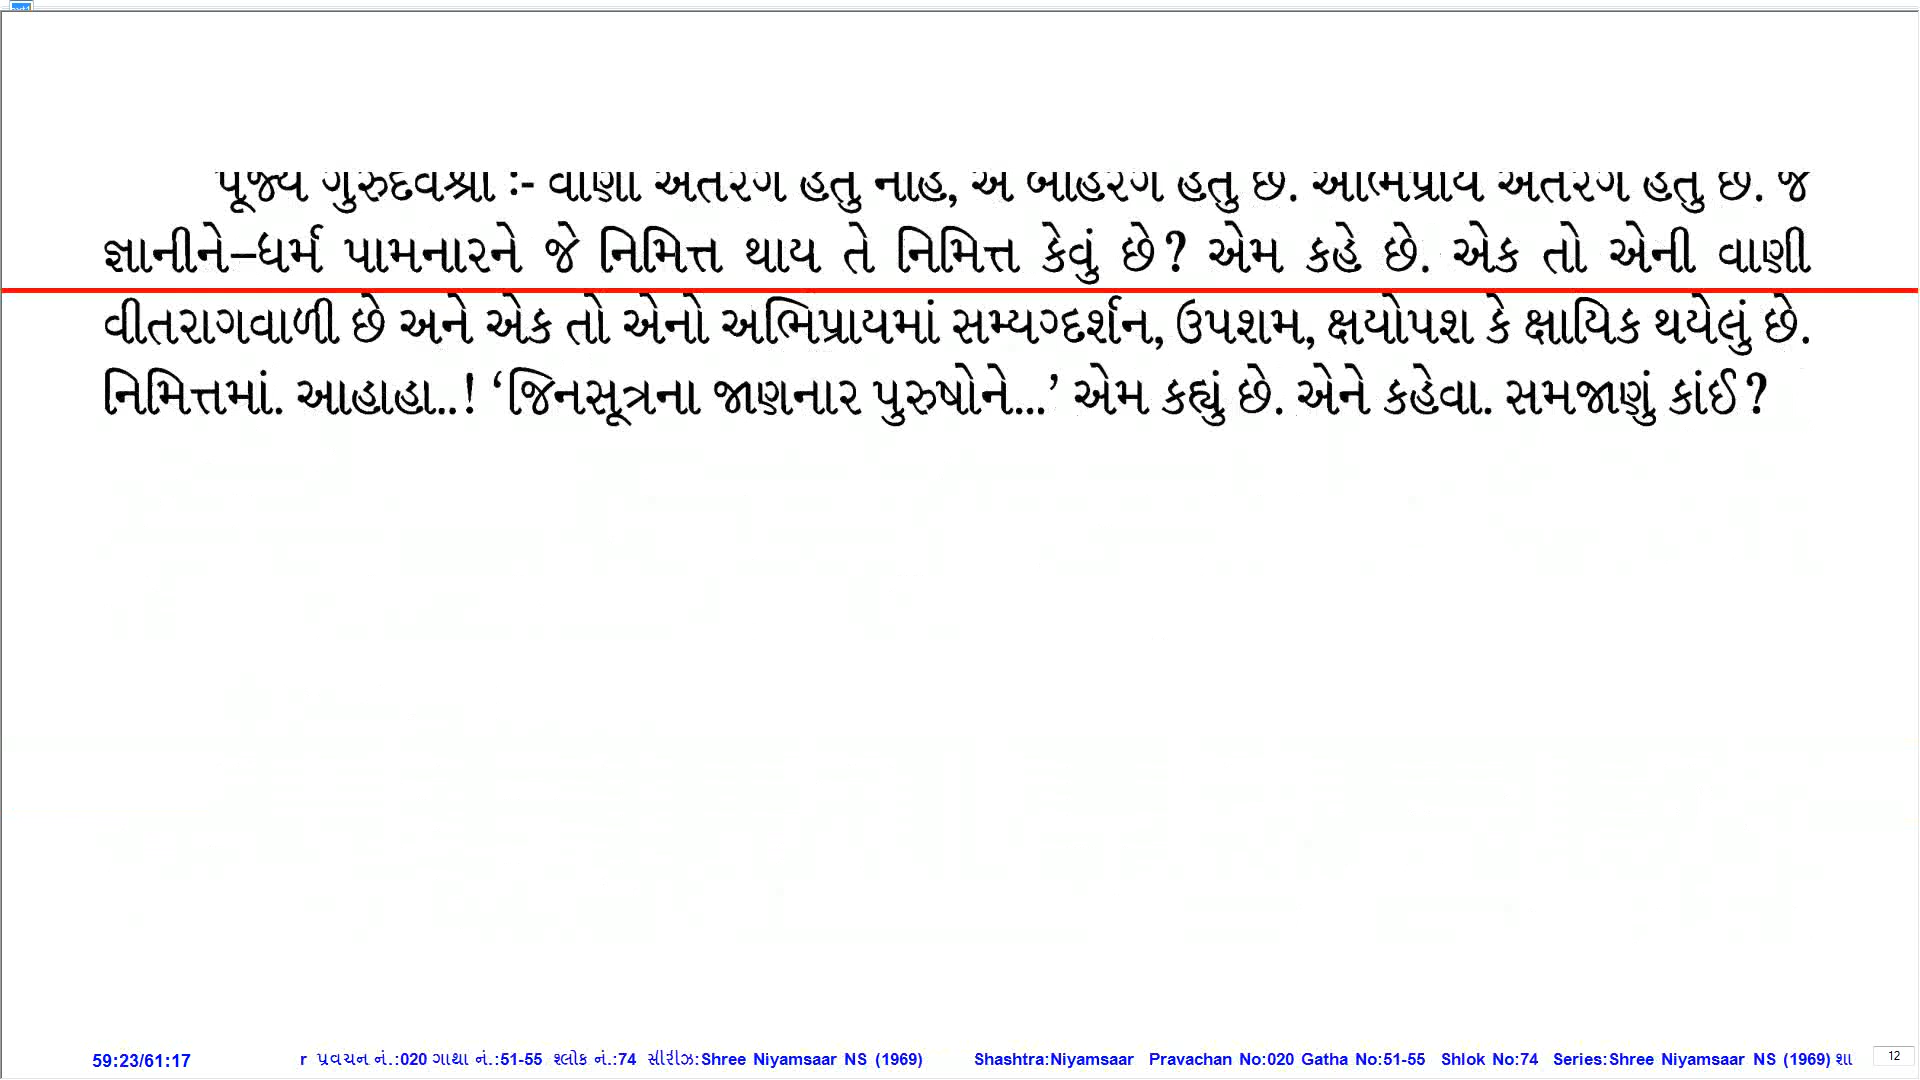 પૂજ્ય ગુરુદેવશ્રી :- વાણી અંતરંગ હેતુ નહિ, એ બાહિરંગ હેતુ છે. અભિપ્રાય અંતરંગ હેતુ છે. જે
જ્ઞાનીને–ધર્મ પામનારને જે નિમિત્ત થાય તે નિમિત્ત કેવું છે? એમ કહે છે. એક તો એની વાણી
વીતરાગવાળી છે અને એક તો એનો અભિપ્રાયમાં સમ્યગ્દર્શન, ઉપશમ, ક્ષયોપશ કે ક્ષાયિક થયેલું છે.
નિમિત્તમાં. આહાહા..! ‘જિનસૂત્રના જાણનાર પુરુષોને...’ એમ કહ્યું છે. એને કહેવા. સમજાણું કાંઈ?
59:23/61:17 r પ્રવચન નં.:020 ગાથા નં.:51-55 શ્લોક નં.:74 સીરીઝ:Shree Niyamsaar NS (1969) Shashtra:Niyamsaar Pravachan No:020 Gatha No:51-55 Shlok No:74 Series:Shree Niyamsaar NS (1969) શા 12